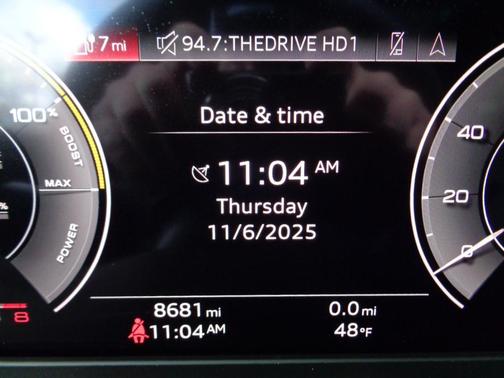 7 mi
94.7:THEDRIVE HD1
Date & time
100%
BOOST
MAX
%
POWER
8
11:04 AM
Thursday
11/6/2025
40
20
0
8681 mi
0.0 mi
11:04 AM
48°F